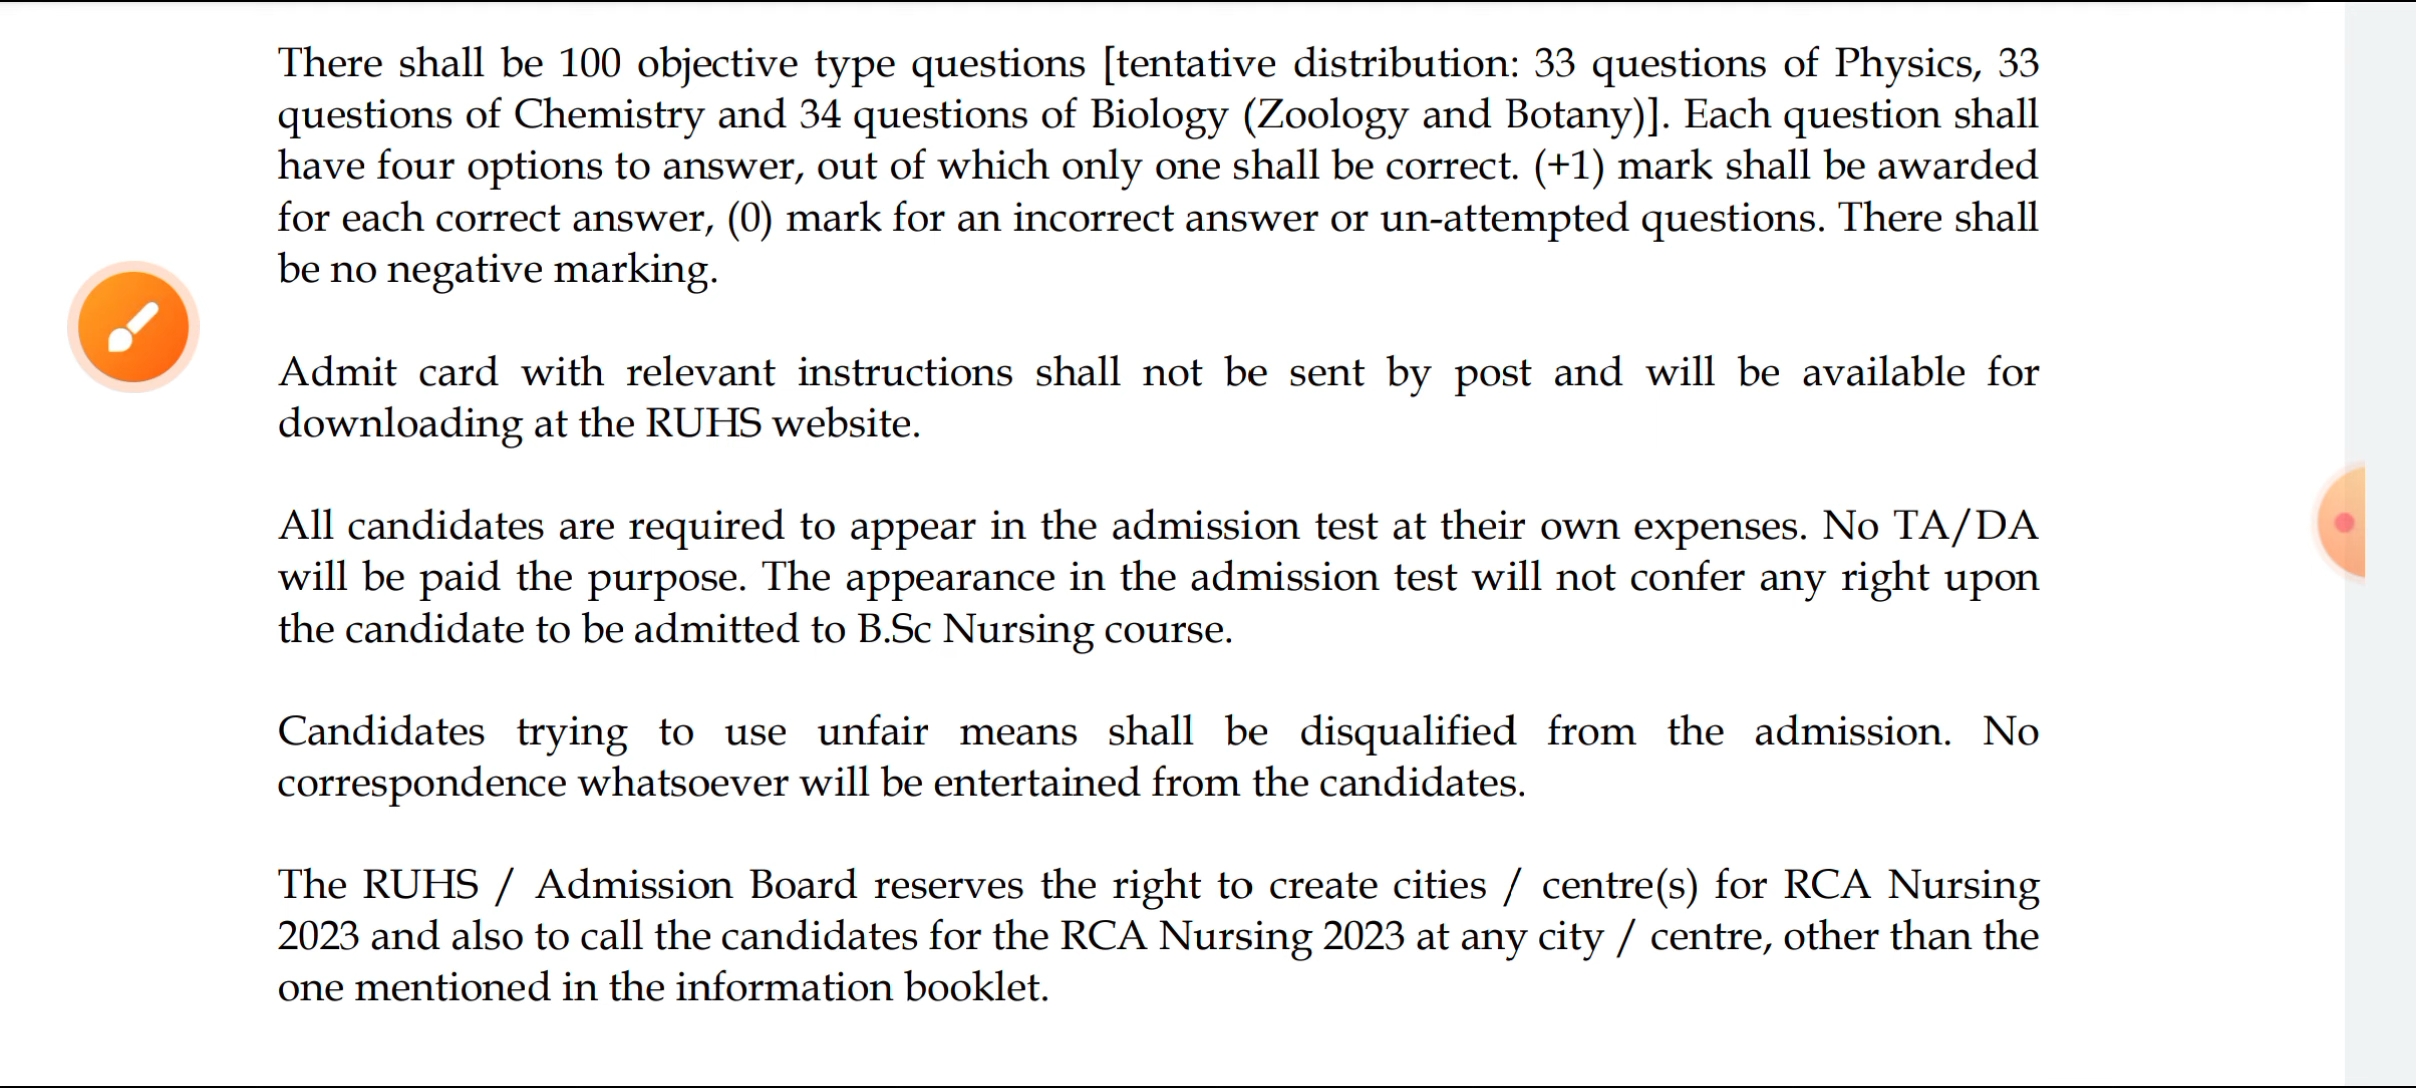 There shall be 100 objective type questions [tentative distribution: 33 questions of Physics, 33
questions of Chemistry and 34 questions of Biology (Zoology and Botany)]. Each question shall
have four options to answer, out of which only one shall be correct. (+1) mark shall be awarded
for each correct answer, (0) mark for an incorrect answer or un-attempted questions. There shall
be no negative marking.
Admit card with relevant instructions shall not be sent by post and will be available for
downloading at the RUHS website.
All candidates are required to appear in the admission test at their own expenses. No TA/DA
will be paid the purpose. The appearance in the admission test will not confer any right upon
the candidate to be admitted to B.Sc Nursing course.
Candidates trying to use unfair means shall be disqualified from the admission. No
correspondence whatsoever will be entertained from the candidates.
The RUHS / Admission Board reserves the right to create cities / centre(s) for RCA Nursing
2023 and also to call the candidates for the RCA Nursing 2023 at any city / centre, other than the
one mentioned in the information booklet.